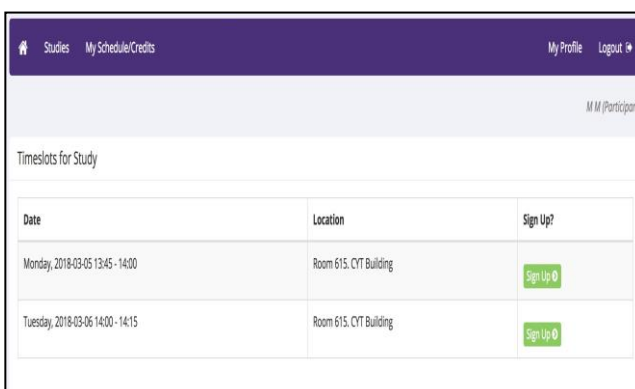 Studies My Schedule/Credits My Profile Logout
M M (Participan
Timeslots for Study
Date Location Sign Up?
Monday, 2018-03-05 13:45 - 14:00 Room 615. CYT Building Sign Up
Tuesday, 2018-03-06 14:00 - 14:15 Room 615. CYT Building Sign Up